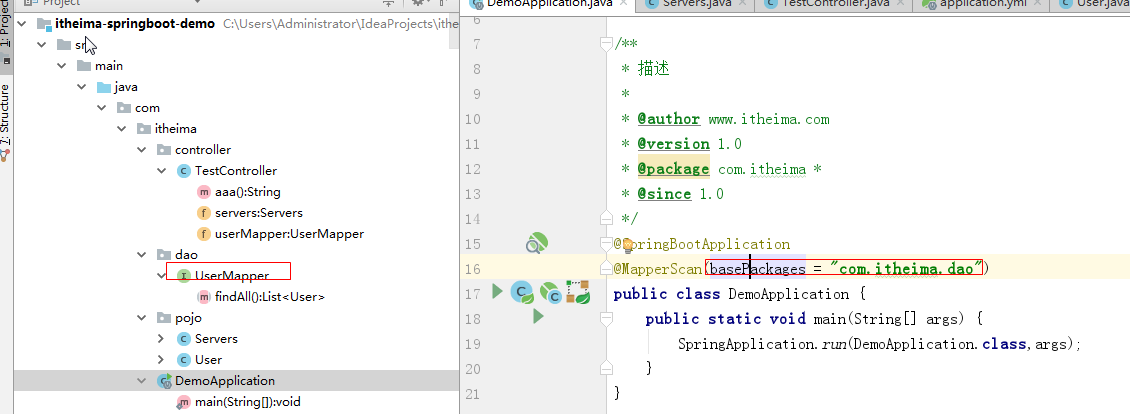 Project
1: Project
7: Structure
itheima-springboot-demo C:\Users\Administrator\IdeaProjects\ithe
main
java
com
itheima
controller
TestController
aaa():String
servers:Servers
userMapper:UserMapper
dao
UserMapper
findAll():List<User>
pojo
Servers
User
DemoApplication
main(String[]):void
DemoApplication.java
Servers.java
TestController.java
application.yml
User.java
6
7 /**
8 * 描述
9 *
10 * @author www.itheima.com
11 * @version 1.0
12 * @package com.itheima *
13 * @since 1.0
14 */
15 @SpringBootApplication
16 @MapperScan(basePackages = "com.itheima.dao")
17 public class DemoApplication {
18 public static void main(String[] args) {
19 SpringApplication.run(DemoApplication.class,args);
20 }
21 }